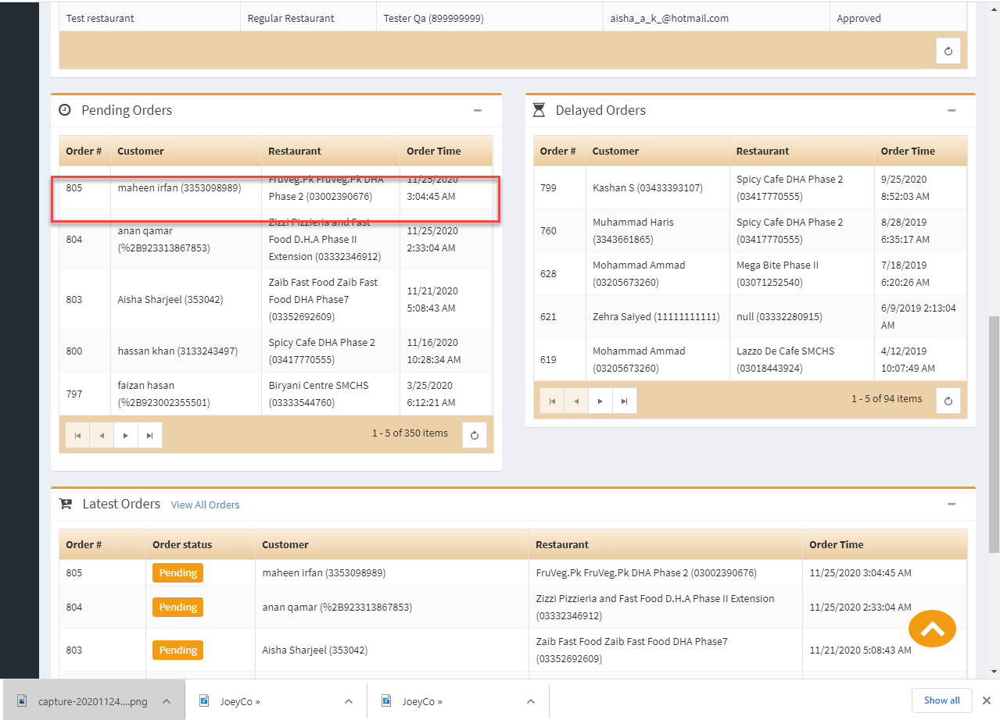 Test restaurant Regular Restaurant Tester Qa (899999999) aisha_a_k_@hotmail.com Approved
Pending Orders
Order # Customer Restaurant Order Time
805 maheen irfan (3353098989) FruVeg.Pk FruVeg.Pk DHA
Phase 2 (03002390676) 11/25/2020
3:04:45 AM
804 anan qamar
(%2B923313867853) Zizzi Pizzieria and Fast
Food D.H.A Phase II
Extension (03332346912) 11/25/2020
2:33:04 AM
803 Aisha Sharjeel (353042) Zaib Fast Food Zaib Fast
Food DHA Phase7
(03352692609) 11/21/2020
5:08:43 AM
800 hassan khan (3133243497) Spicy Cafe DHA Phase 2
(03417770555) 11/16/2020
10:28:34 AM
797 faizan hasan
(%2B923002355501) Biryani Centre SMCHS
(03333544760) 3/25/2020
6:12:21 AM
1 - 5 of 350 items
Delayed Orders
Order # Customer Restaurant Order Time
799 Kashan S (03433393107) Spicy Cafe DHA Phase 2
(03417770555) 9/25/2020
8:52:03 AM
760 Muhammad Haris
(3343661865) Spicy Cafe DHA Phase 2
(03417770555) 8/28/2019
6:35:17 AM
628 Mohammad Ammad
(03205673260) Mega Bite Phase II
(03071252540) 7/18/2019
6:20:26 AM
621 Zehra Saiyed (11111111111) null (03332280915) 6/9/2019 2:13:04
AM
619 Mohammad Ammad
(03205673260) Lazzo De Cafe SMCHS
(03018443924) 4/12/2019
10:07:49 AM
1 - 5 of 94 items
Latest Orders View All Orders
Order # Order status Customer Restaurant Order Time
805 Pending maheen irfan (3353098989) FruVeg.Pk FruVeg.Pk DHA Phase 2 (03002390676) 11/25/2020 3:04:45 AM
804 Pending anan qamar (%2B923313867853) Zizzi Pizzieria and Fast Food D.H.A Phase II Extension
(03332346912) 11/25/2020 2:33:04 AM
803 Pending Aisha Sharjeel (353042) Zaib Fast Food Zaib Fast Food DHA Phase7
(03352692609) 11/21/2020 5:08:43 AM
capture-20201124....png JoeyCo » JoeyCo » Show all